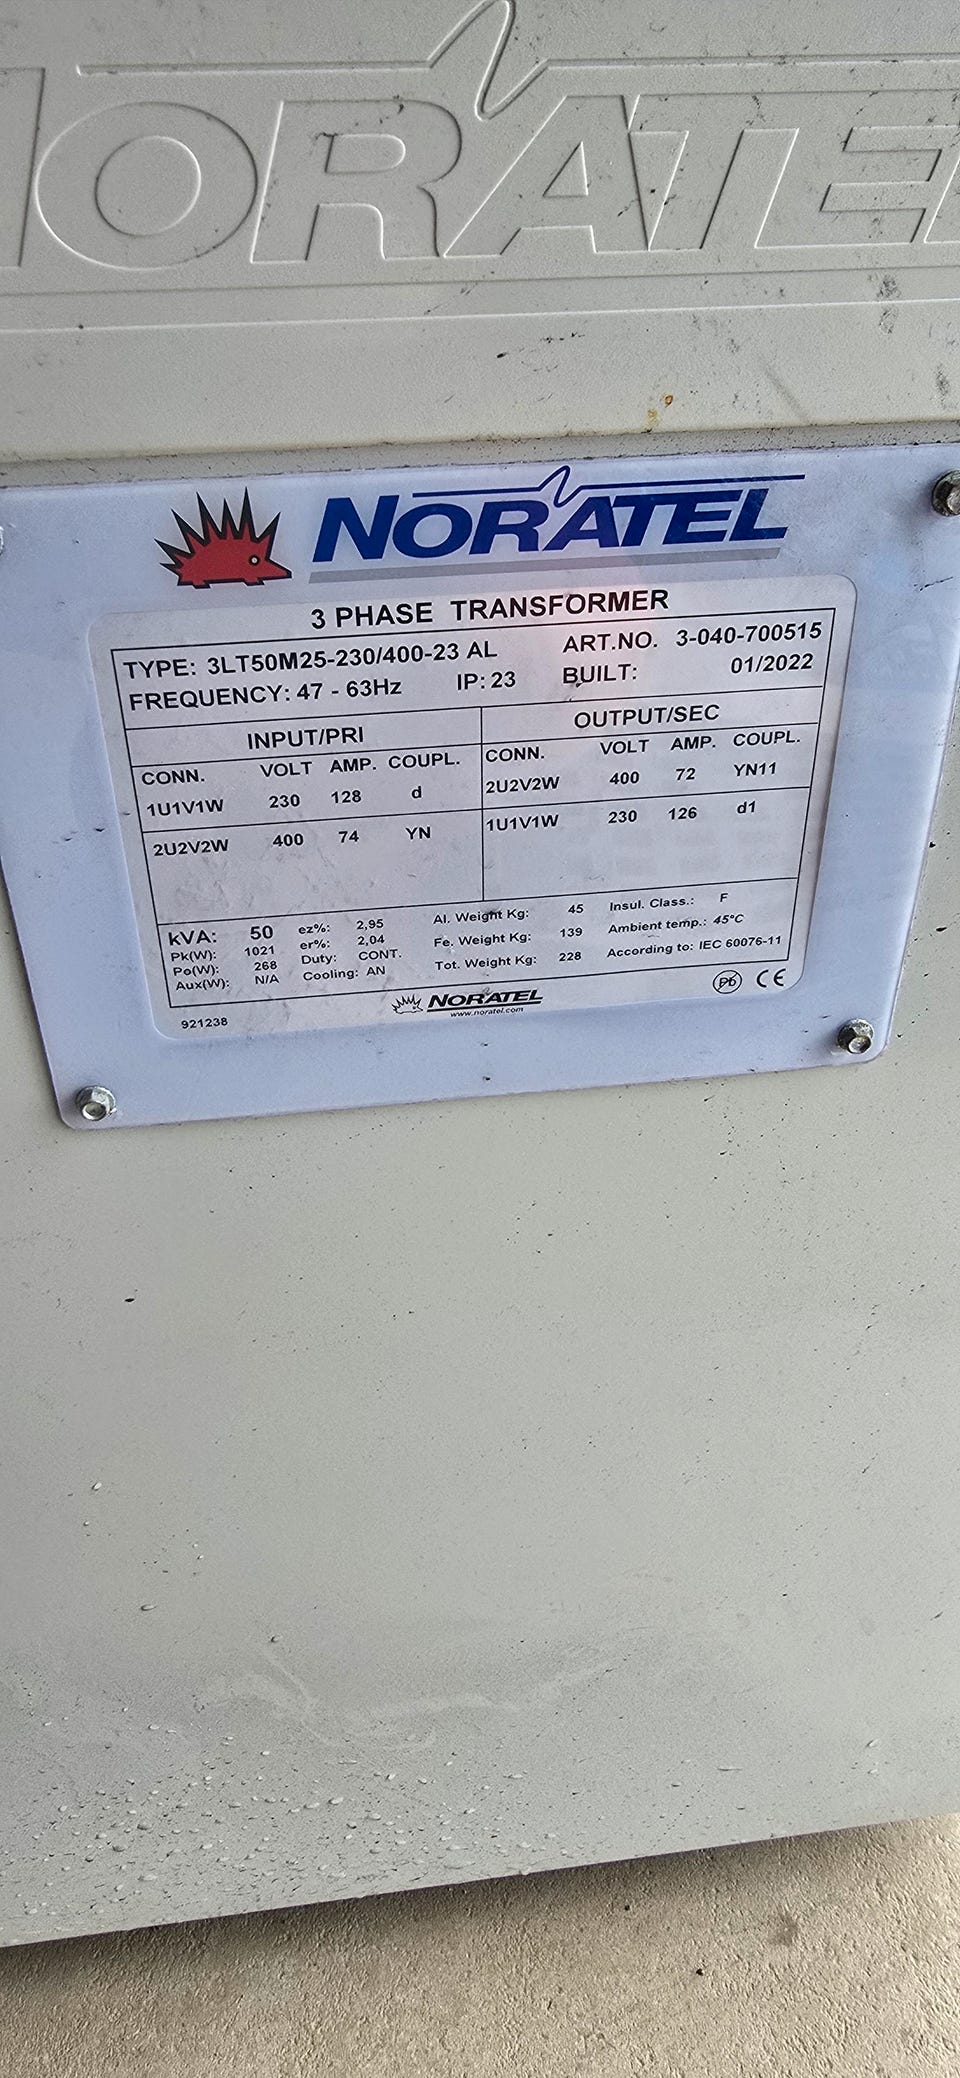 NORATEL
NORATEL
3 PHASE TRANSFORMER
TYPE: 3LT50M25-230/400-23 AL ART.NO. 3-040-700515
FREQUENCY: 47 - 63Hz IP: 23 BUILT: 01/2022
INPUT/PRI OUTPUT/SEC
CONN. VOLT AMP. COUPL. CONN. VOLT AMP. COUPL.
1U1V1W 230 128 d 2U2V2W 400 72 YN11
2U2V2W 400 74 YN 1U1V1W 230 126 d1
kVA: 50 ez%: 2,95 Al. Weight Kg: 45 Insul. Class.: F
Pk(W): 1021 er%: 2,04 Fe. Weight Kg: 139 Ambient temp.: 45°C
Po(W): 268 Duty: CONT. Tot. Weight Kg: 228 According to: IEC 60076-11
Aux(W): N/A Cooling: AN
NORATEL Pb CE
www.noratel.com
921238